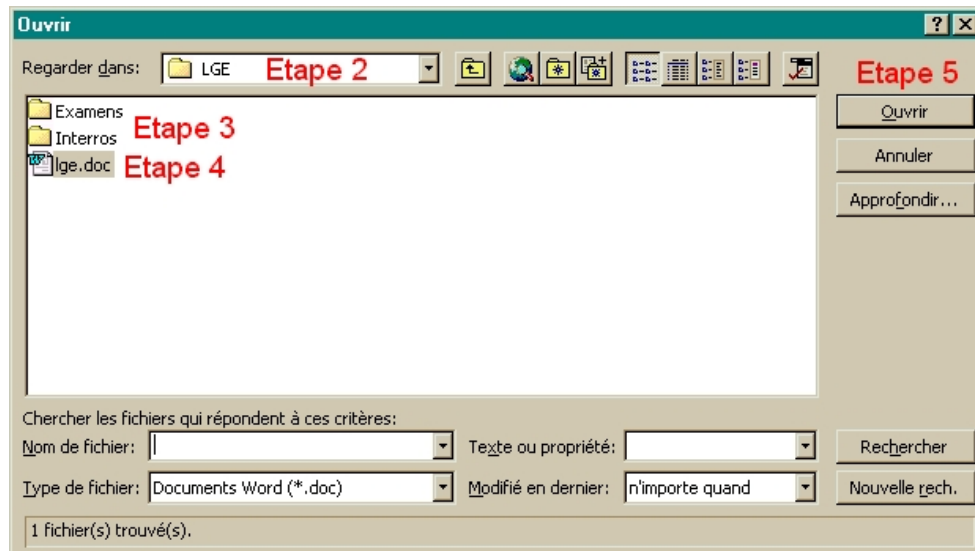 Ouvrir
Regarder dans: LGE Etape 2 Etape 5
Examens
Etape 3
Interros
lge.doc Etape 4
Ouvrir
Annuler
Approfondir...
Chercher les fichiers qui répondent à ces critères:
Nom de fichier: Texte ou propriété: Rechercher
Type de fichier: Documents Word (*.doc) Modifié en dernier: n'importe quand Nouvelle rech.
1 fichier(s) trouvé(s).